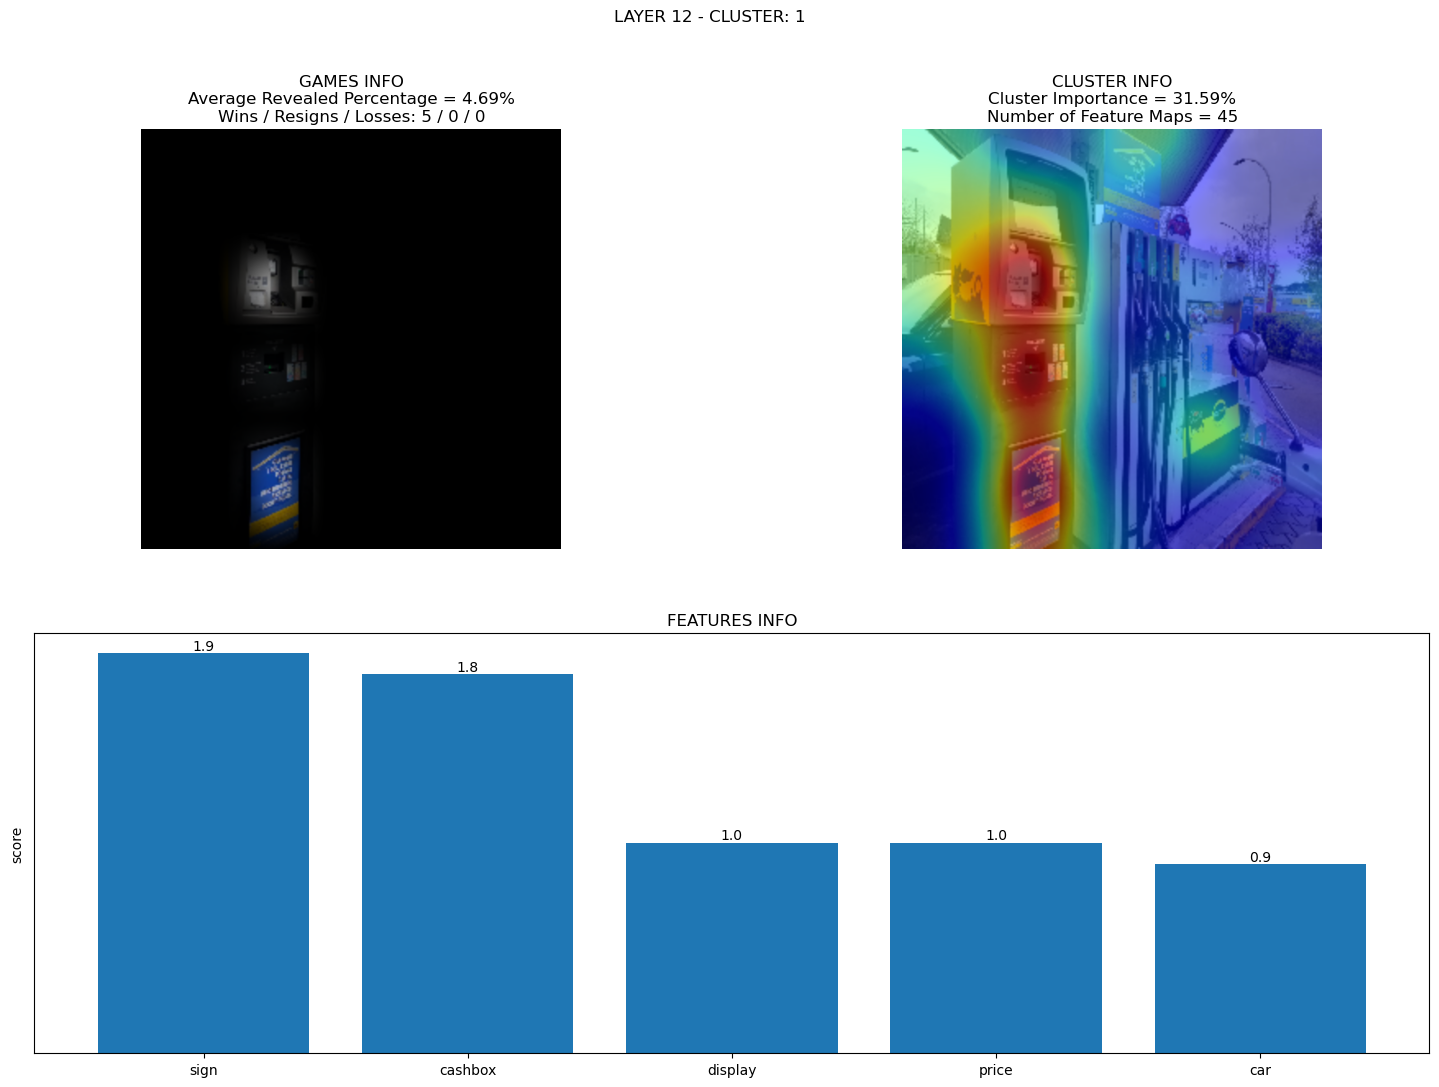 LAYER 12 - CLUSTER: 1
GAMES INFO
Average Revealed Percentage = 4.69%
Wins / Resigns / Losses: 5 / 0 / 0
CLUSTER INFO
Cluster Importance = 31.59%
Number of Feature Maps = 45
FEATURES INFO
score
1.9
1.8
1.0
1.0
0.9
sign
cashbox
display
price
car